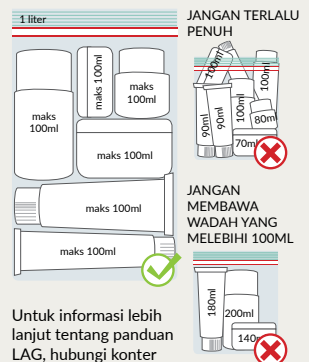 1 liter
maks
100ml
maks 100ml
maks
100ml
maks 100ml
maks 100ml
maks 100ml
JANGAN TERLALU
PENUH
100ml
100ml
90ml
90ml
100ml
80ml
70ml
JANGAN
MEMBAWA
WADAH YANG
MELEBIHI 100ML
180ml
200ml
Untuk informasi lebih
lanjut tentang panduan
LAG, hubungi konter